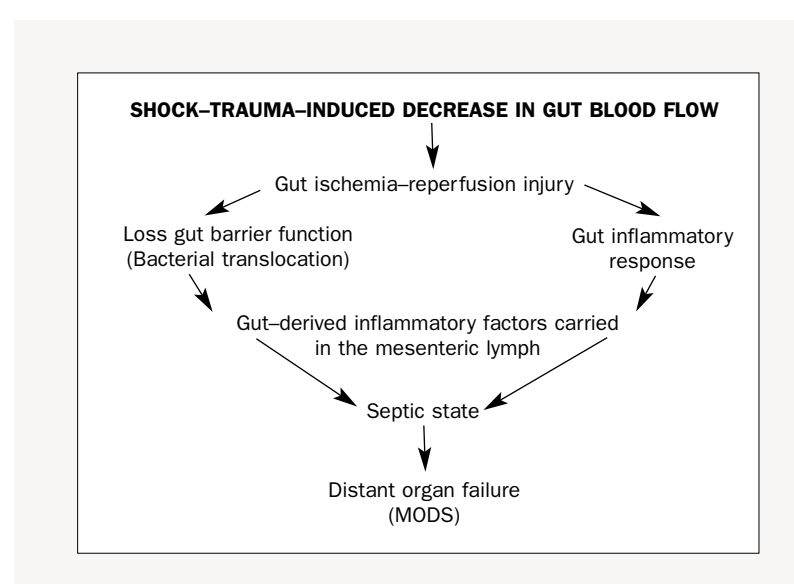 SHOCK–TRAUMA–INDUCED DECREASE IN GUT BLOOD FLOW
Gut ischemia–reperfusion injury
Loss gut barrier function
(Bacterial translocation)
Gut inflammatory
response
Gut–derived inflammatory factors carried
in the mesenteric lymph
Septic state
Distant organ failure
(MODS)